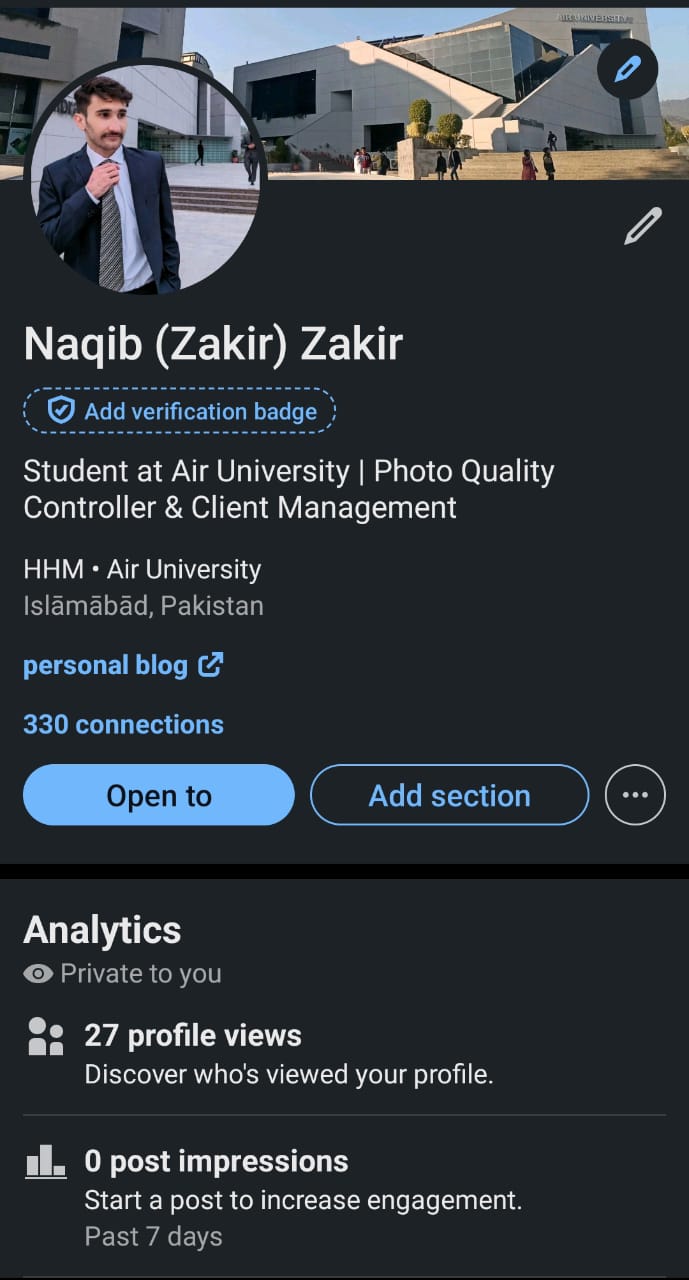 AIR UNIVERSITY
Naqib (Zakir) Zakir
Add verification badge
Student at Air University | Photo Quality
Controller & Client Management
HHM • Air University
Islāmābād, Pakistan
personal blog
330 connections
Open to
Add section
Analytics
Private to you
27 profile views
Discover who's viewed your profile.
0 post impressions
Start a post to increase engagement.
Past 7 days